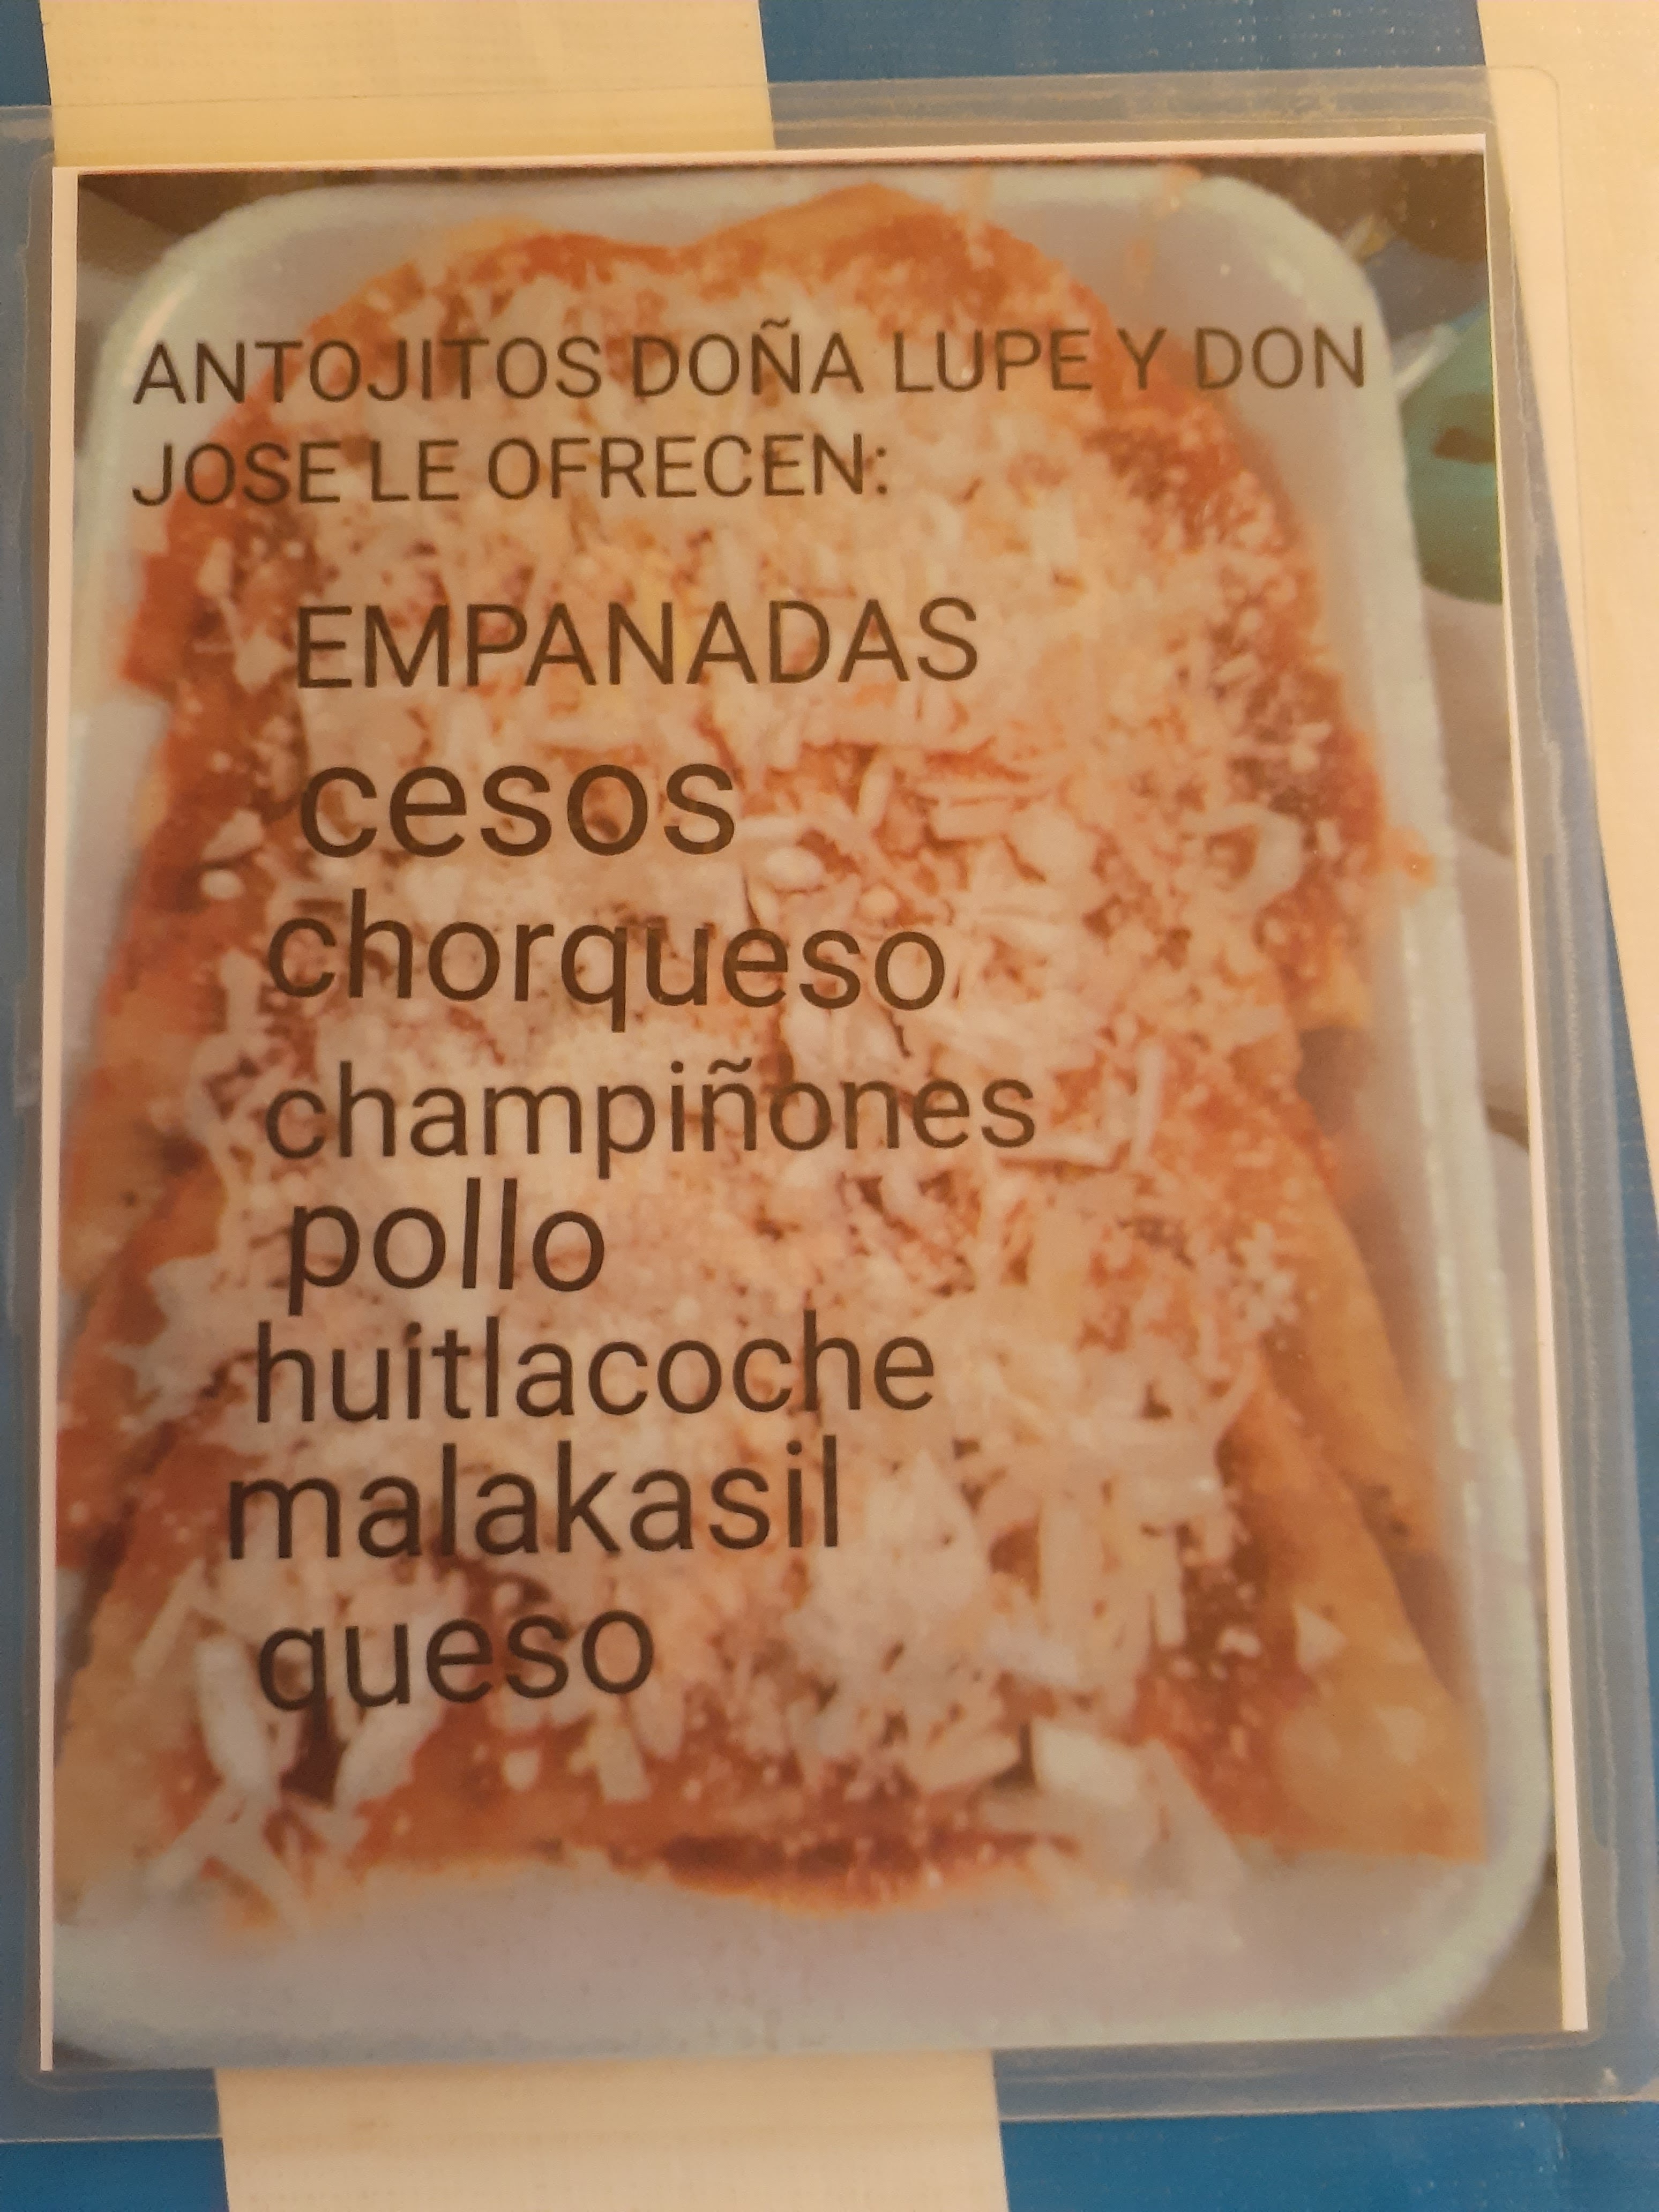 ANTOJITOS DOÑA LUPE Y DON
JOSE LE OFRECEN:
EMPANADAS
cesos
chorqueso
champiñones
pollo
huitlacoche
malakasil
queso